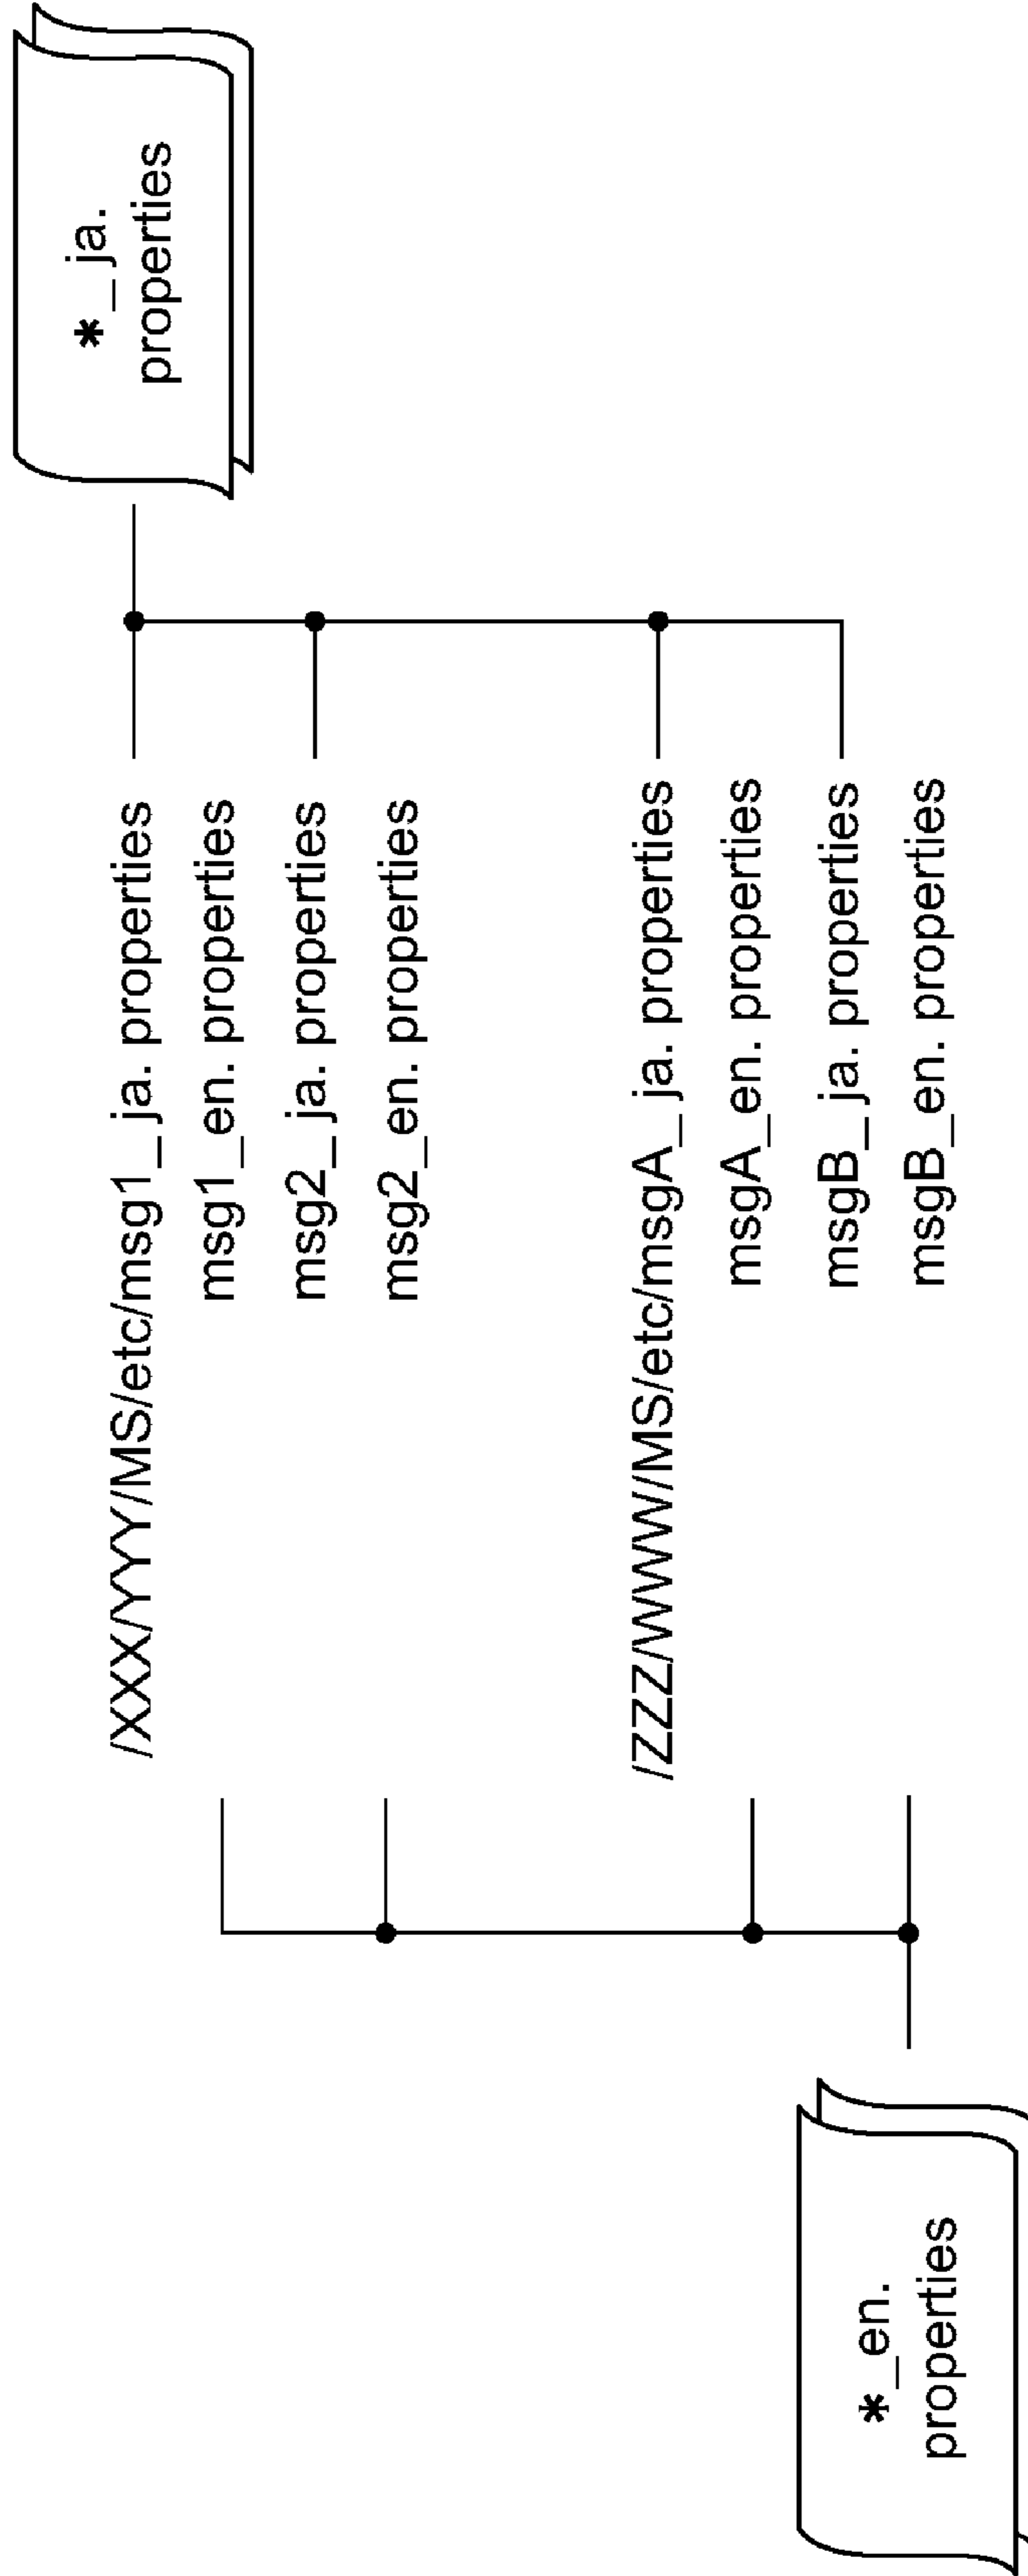 *_ja.
properties
/XXX/YYY/MS/etc/msg1_ja. properties
msg1_en. properties
msg2_ja. properties
msg2_en. properties
/ZZZ/WWW/MS/etc/msgA_ja. properties
msgA_en. properties
msgB_ja. properties
msgB_en. properties
*_en.
properties